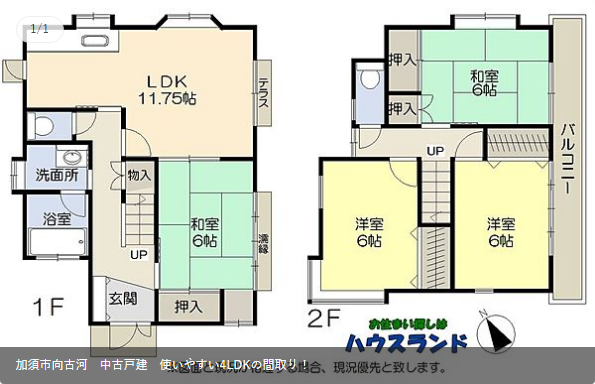 1/1
LDK
11.75帖
テラス
洗面所
物入
浴室
和室
6帖
濡縁
UP
玄関
押入
1F
押入
和室
6帖
押入
UP
バルコニー
洋室
6帖
洋室
6帖
2F
お住まい探しは
ハウスランド
N
加須市向古河 中古戸建 使いやすい4LDKの間取り！
場合、現況優先と致します。